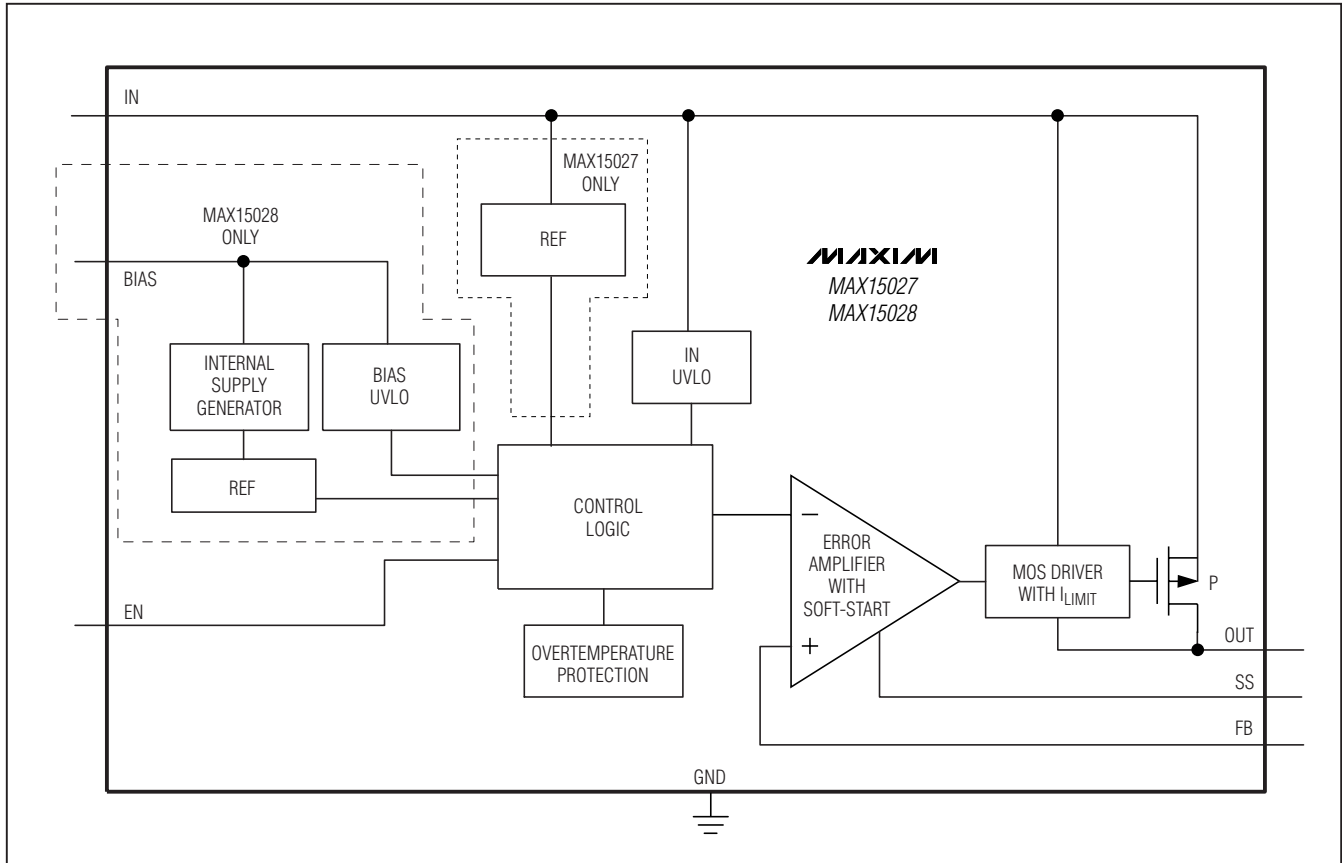 IN
MAX15027
ONLY
MAX15028
ONLY
REF
MAXIM
MAX15027
MAX15028
BIAS
INTERNAL
SUPPLY
GENERATOR
BIAS
UVLO
IN
UVLO
REF
CONTROL
LOGIC
−
ERROR
AMPLIFIER
WITH
SOFT-START
+
MOS DRIVER
WITH ILIMIT
P
EN
OVERTEMPERATURE
PROTECTION
OUT
SS
FB
GND